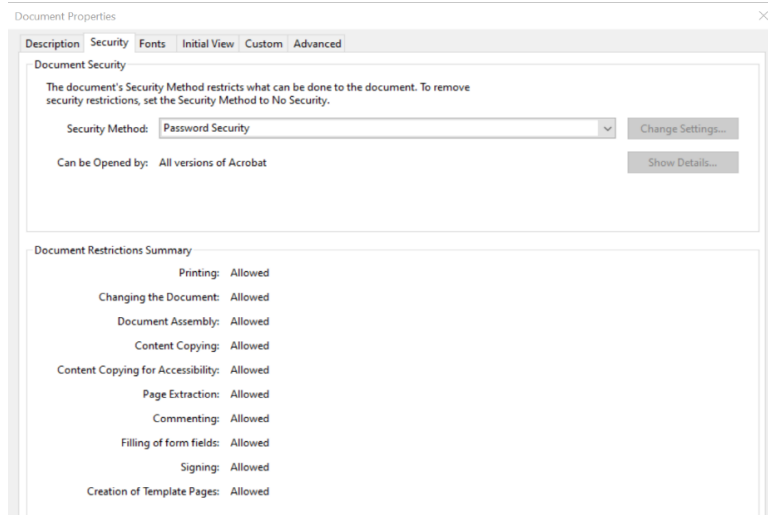 Document Properties
Description Security Fonts Initial View Custom Advanced
Document Security
The document's Security Method restricts what can be done to the document. To remove
security restrictions, set the Security Method to No Security.
Security Method: Password Security Change Settings...
Can be Opened by: All versions of Acrobat Show Details...
Document Restrictions Summary
Printing: Allowed
Changing the Document: Allowed
Document Assembly: Allowed
Content Copying: Allowed
Content Copying for Accessibility: Allowed
Page Extraction: Allowed
Commenting: Allowed
Filling of form fields: Allowed
Signing: Allowed
Creation of Template Pages: Allowed